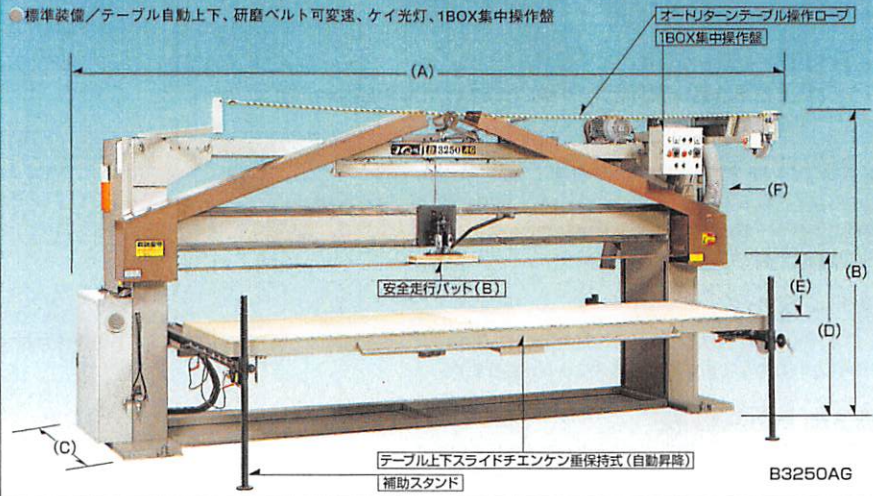 ●標準装備/テーブル自動上下、研磨ベルト可変速、ケイ光灯、1BOX集中操作盤
オートリターンテーブル操作ロープ
1BOX集中操作盤
(A)
B3250AG
(F)
(B)
(E)
安全走行パット(B)
(D)
(C)
テーブル上下スライドチエンケン垂保持式(自動昇降)
補助スタンド
B3250AG